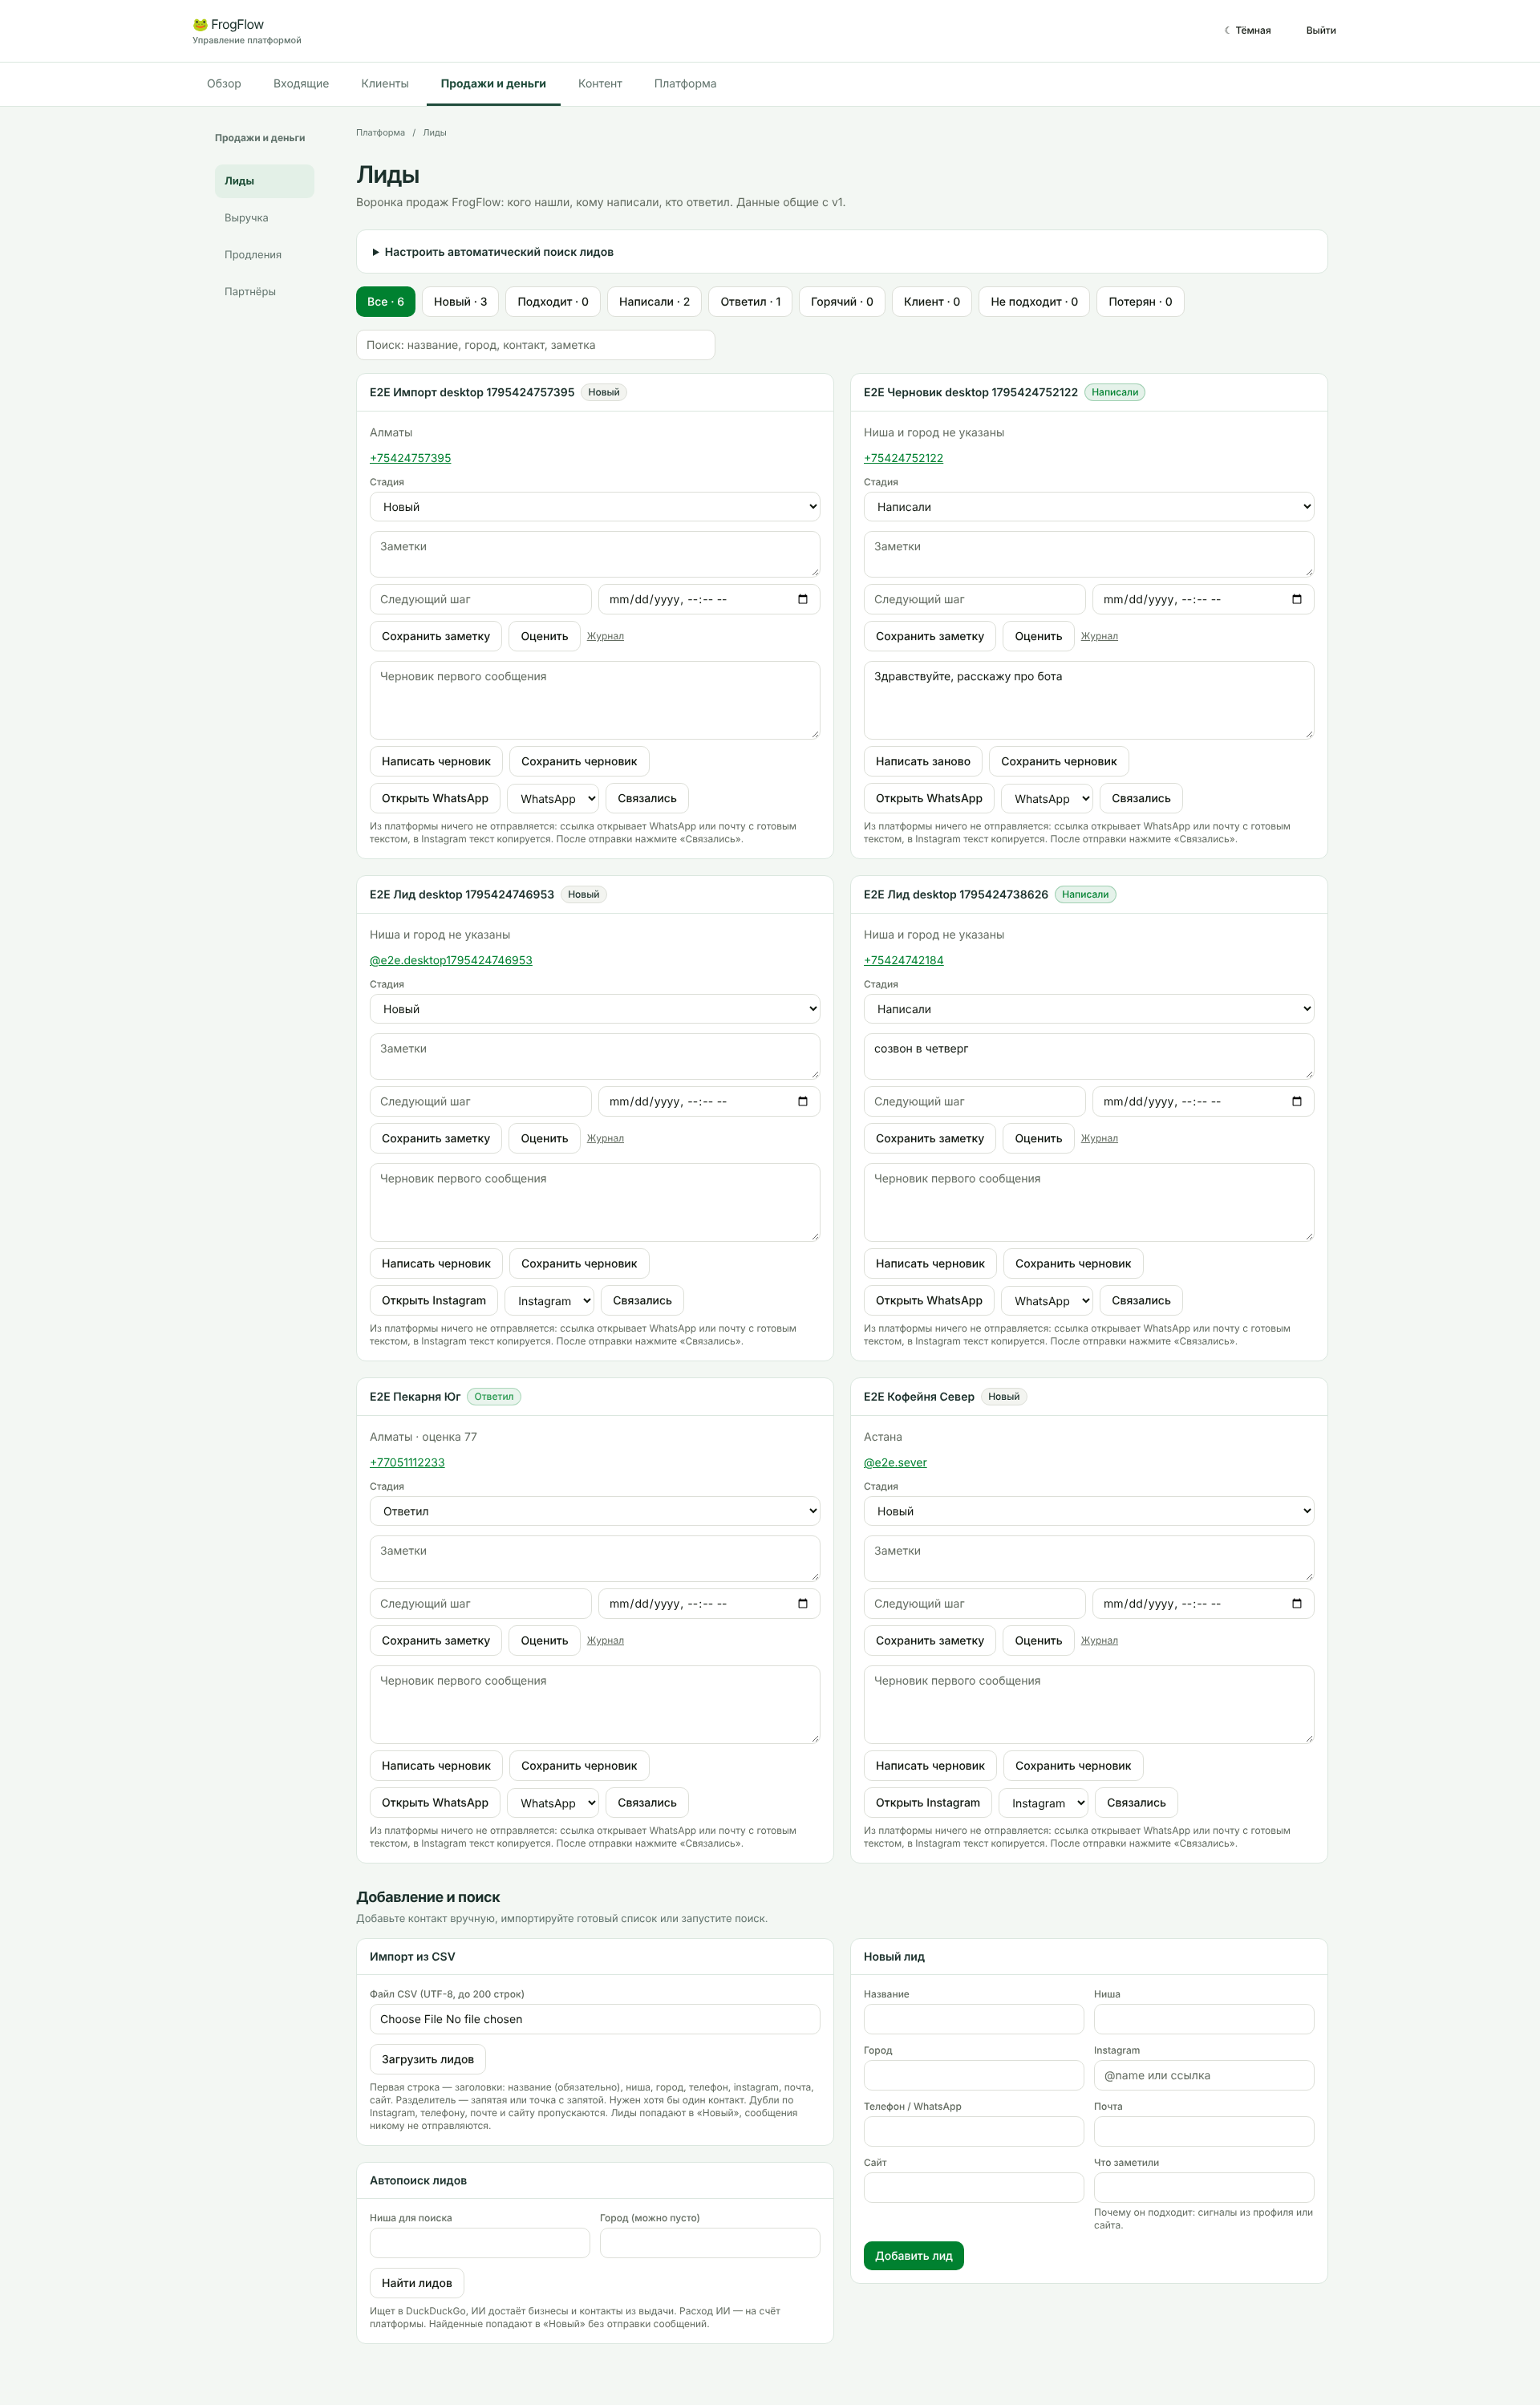 🐸 FrogFlow
Управление платформой
☾ Тёмная
Выйти
Обзор
Входящие
Клиенты
Продажи и деньги
Контент
Платформа
Продажи и деньги
Лиды
Выручка
Продления
Партнёры
Платформа / Лиды
Лиды
Воронка продаж FrogFlow: кого нашли, кому написали, кто ответил. Данные общие с v1.
▶ Настроить автоматический поиск лидов
Все · 6
Новый · 3
Подходит · 0
Написали · 2
Ответил · 1
Горячий · 0
Клиент · 0
Не подходит · 0
Потерян · 0
Поиск: название, город, контакт, заметка
E2E Импорт desktop 1795424757395 Новый
Алматы
+75424757395
Стадия
Новый
Заметки
Следующий шаг
mm/dd/yyyy, --:-- --
Сохранить заметку
Оценить
Журнал
Черновик первого сообщения
Написать черновик
Сохранить черновик
Открыть WhatsApp
WhatsApp
Связались
Из платформы ничего не отправляется: ссылка открывает WhatsApp или почту с готовым
текстом, в Instagram текст копируется. После отправки нажмите «Связались».
E2E Черновик desktop 1795424752122 Написали
Ниша и город не указаны
+75424752122
Стадия
Написали
Заметки
Следующий шаг
mm/dd/yyyy, --:-- --
Сохранить заметку
Оценить
Журнал
Здравствуйте, расскажу про бота
Написать заново
Сохранить черновик
Открыть WhatsApp
WhatsApp
Связались
Из платформы ничего не отправляется: ссылка открывает WhatsApp или почту с готовым
текстом, в Instagram текст копируется. После отправки нажмите «Связались».
E2E Лид desktop 1795424746953 Новый
Ниша и город не указаны
@e2e.desktop1795424746953
Стадия
Новый
Заметки
Следующий шаг
mm/dd/yyyy, --:-- --
Сохранить заметку
Оценить
Журнал
Черновик первого сообщения
Написать черновик
Сохранить черновик
Открыть Instagram
Instagram
Связались
Из платформы ничего не отправляется: ссылка открывает WhatsApp или почту с готовым
текстом, в Instagram текст копируется. После отправки нажмите «Связались».
E2E Лид desktop 1795424738626 Написали
Ниша и город не указаны
+75424742184
Стадия
Написали
созвон в четверг
Следующий шаг
mm/dd/yyyy, --:-- --
Сохранить заметку
Оценить
Журнал
Черновик первого сообщения
Написать черновик
Сохранить черновик
Открыть WhatsApp
WhatsApp
Связались
Из платформы ничего не отправляется: ссылка открывает WhatsApp или почту с готовым
текстом, в Instagram текст копируется. После отправки нажмите «Связались».
E2E Пекарня Юг Ответил
Алматы · оценка 77
+77051112233
Стадия
Ответил
Заметки
Следующий шаг
mm/dd/yyyy, --:-- --
Сохранить заметку
Оценить
Журнал
Черновик первого сообщения
Написать черновик
Сохранить черновик
Открыть WhatsApp
WhatsApp
Связались
Из платформы ничего не отправляется: ссылка открывает WhatsApp или почту с готовым
текстом, в Instagram текст копируется. После отправки нажмите «Связались».
E2E Кофейня Север Новый
Астана
@e2e.sever
Стадия
Новый
Заметки
Следующий шаг
mm/dd/yyyy, --:-- --
Сохранить заметку
Оценить
Журнал
Черновик первого сообщения
Написать черновик
Сохранить черновик
Открыть Instagram
Instagram
Связались
Из платформы ничего не отправляется: ссылка открывает WhatsApp или почту с готовым
текстом, в Instagram текст копируется. После отправки нажмите «Связались».
Добавление и поиск
Добавьте контакт вручную, импортируйте готовый список или запустите поиск.
Импорт из CSV
Файл CSV (UTF-8, до 200 строк)
Choose File No file chosen
Загрузить лидов
Первая строка — заголовки: название (обязательно), ниша, город, телефон, instagram, почта,
сайт. Разделитель — запятая или точка с запятой. Нужен хотя бы один контакт. Дубли по
Instagram, телефону, почте и сайту пропускаются. Лиды попадают в «Новый», сообщения
никому не отправляются.
Автопоиск лидов
Ниша для поиска
Город (можно пусто)
Найти лидов
Ищет в DuckDuckGo, ИИ достаёт бизнесы и контакты из выдачи. Расход ИИ — на счёт
платформы. Найденные попадают в «Новый» без отправки сообщений.
Новый лид
Название
Ниша
Город
Instagram
@name или ссылка
Телефон / WhatsApp
Почта
Сайт
Что заметили
Почему он подходит: сигналы из профиля или
сайта.
Добавить лид